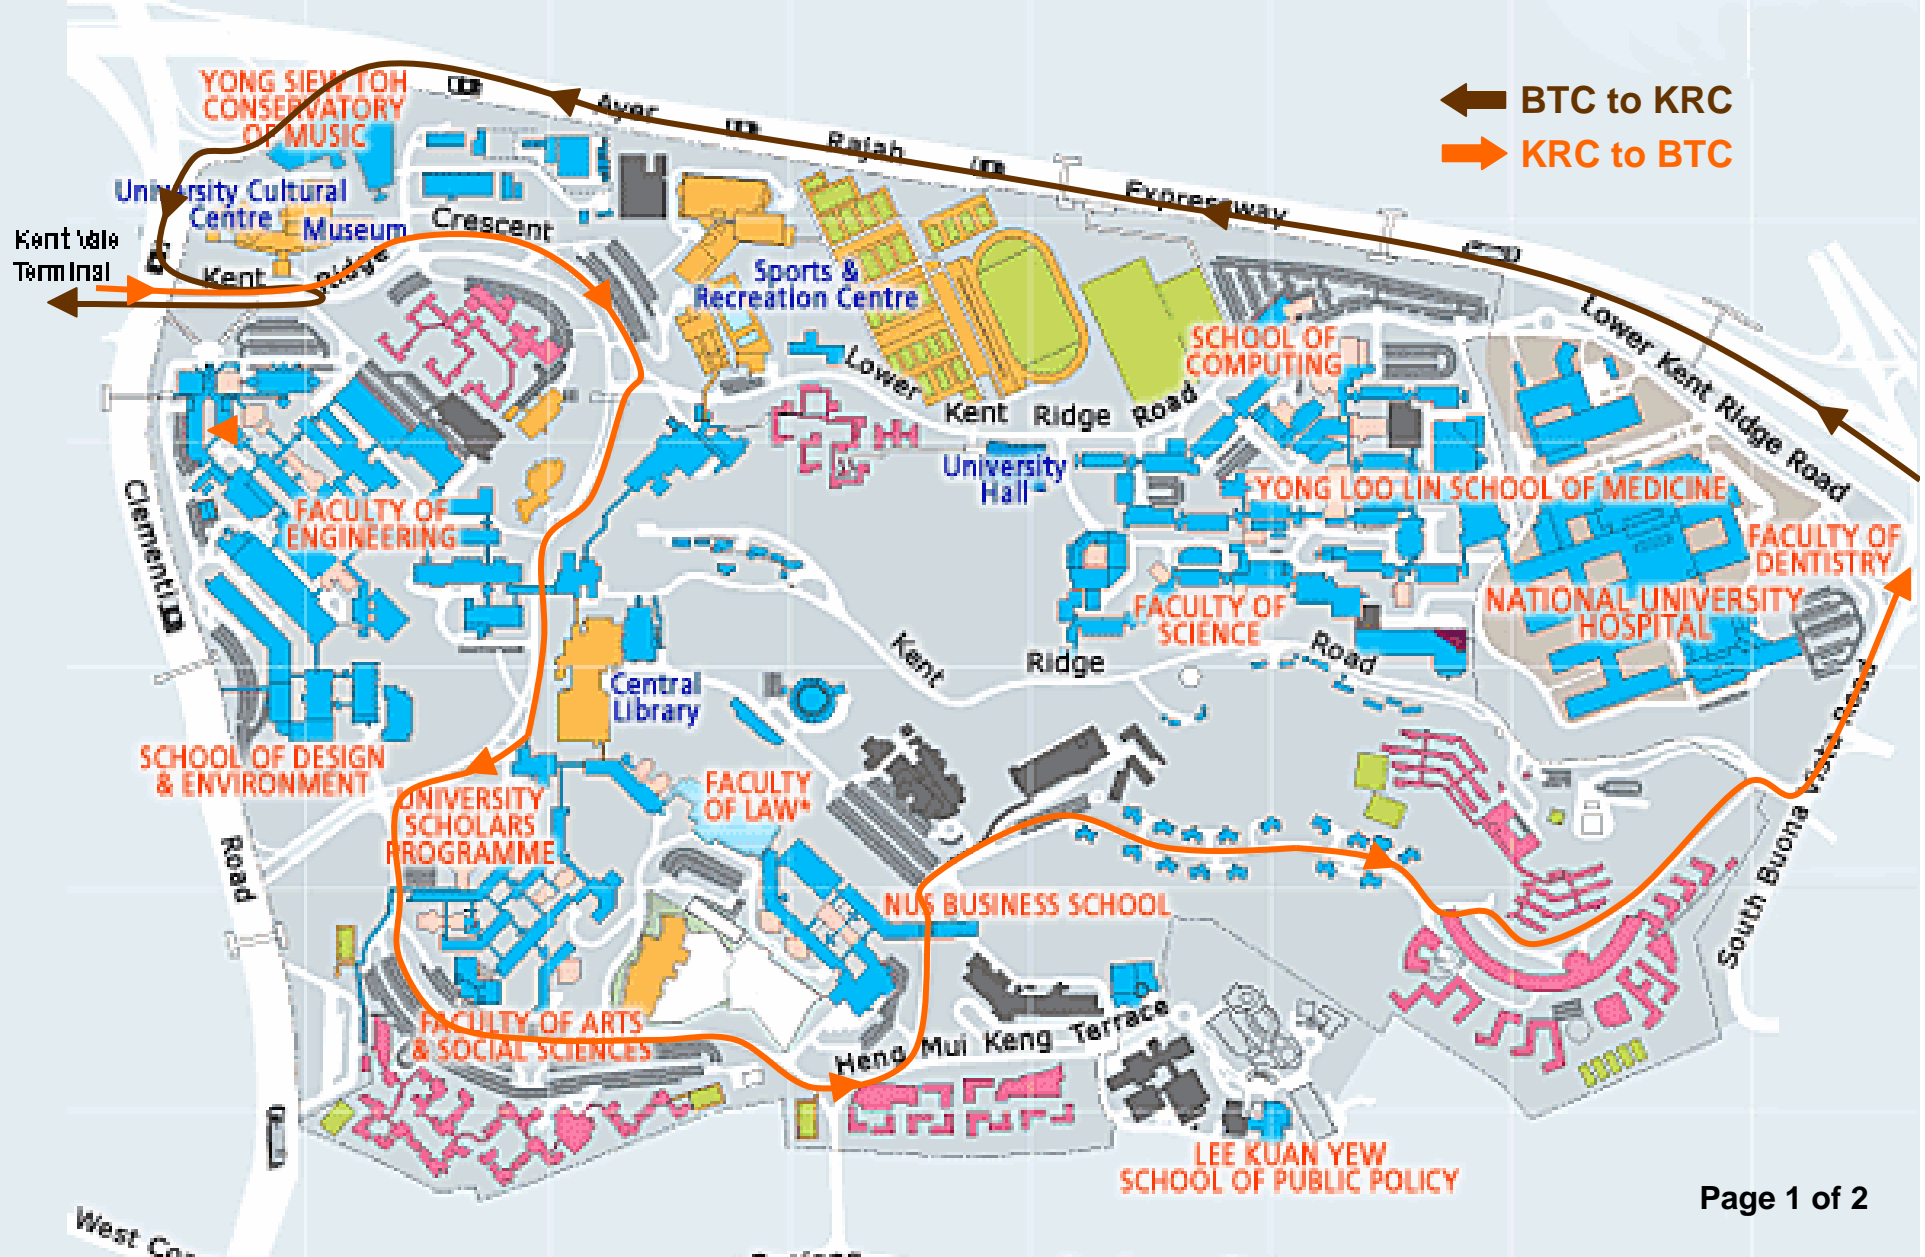 BTC to KRC
KRC to BTC
YONG SIEW TOH
CONSERVATORY
OF MUSIC
Ayer
Rajah
Expressway
University Cultural
Centre
Museum
Crescent
Kent Vale
Terminal
Kent
Ridge
Sports &
Recreation Centre
SCHOOL OF
COMPUTING
Lower Kent Ridge Road
Lower
Kent
Ridge
Road
University
Hall
YONG LOO LIN SCHOOL OF MEDICINE
Clementi
FACULTY OF
ENGINEERING
FACULTY OF
DENTISTRY
FACULTY OF
SCIENCE
NATIONAL UNIVERSITY
HOSPITAL
Kent
Ridge
Road
Central
Library
SCHOOL OF DESIGN
& ENVIRONMENT
FACULTY
OF LAW*
UNIVERSITY
SCHOLARS
PROGRAMME
Road
NUS BUSINESS SCHOOL
South Buona Vista Road
FACULTY OF ARTS
& SOCIAL SCIENCES
Heng Mui Keng Terrace
LEE KUAN YEW
SCHOOL OF PUBLIC POLICY
Page 1 of 2
West